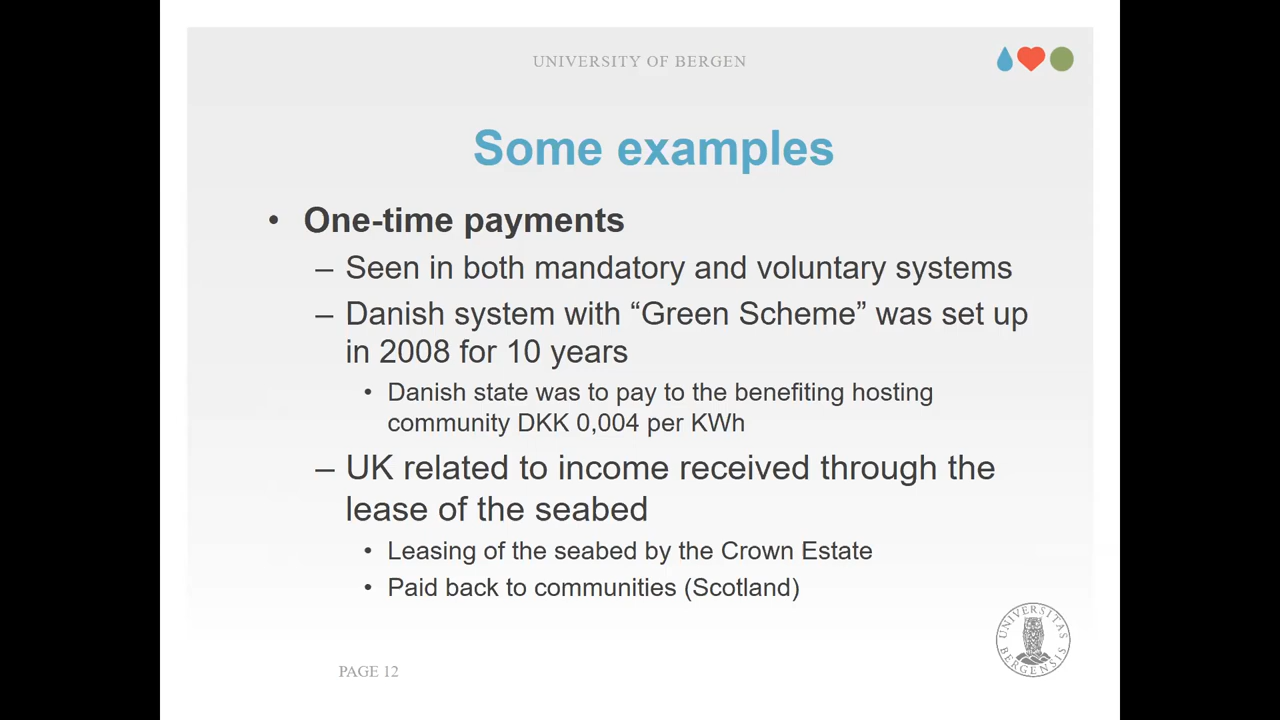 UNIVERSITY OF BERGEN
Some examples
• One-time payments
– Seen in both mandatory and voluntary systems
– Danish system with “Green Scheme” was set up
in 2008 for 10 years
• Danish state was to pay to the benefiting hosting
community DKK 0,004 per KWh
– UK related to income received through the
lease of the seabed
• Leasing of the seabed by the Crown Estate
• Paid back to communities (Scotland)
UNIVERSITAS
BERGENSIS
PAGE 12